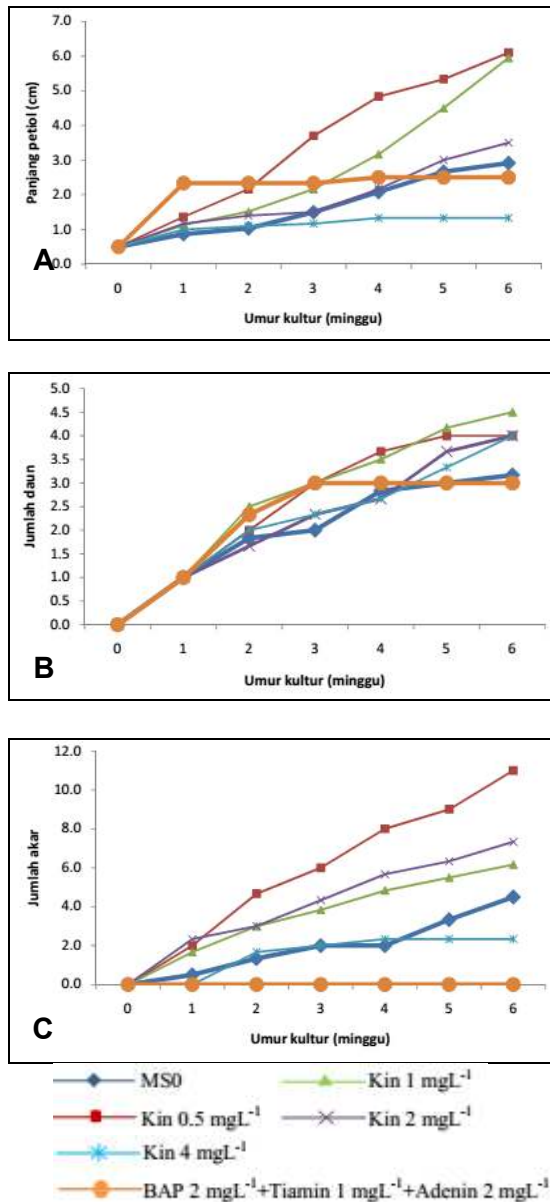 7.0
6.0
5.0
4.0
3.0
2.0
1.0
0.0
Panjang petiol (cm)
A
0 1 2 3 4 5 6
Umur kultur (minggu)
5.0
4.5
4.0
3.5
3.0
2.5
2.0
1.5
1.0
0.5
0.0
Jumlah daun
B
0 1 2 3 4 5 6
Umur kultur (minggu)
12.0
10.0
8.0
6.0
4.0
2.0
0.0
Jumlah akar
C
0 1 2 3 4 5 6
Umur kultur (minggu)
MS0 Kin 1 mgL⁻¹
Kin 0.5 mgL⁻¹ Kin 2 mgL⁻¹
Kin 4 mgL⁻¹
BAP 2 mgL⁻¹+Tiamin 1 mgL⁻¹+Adenin 2 mgL⁻¹